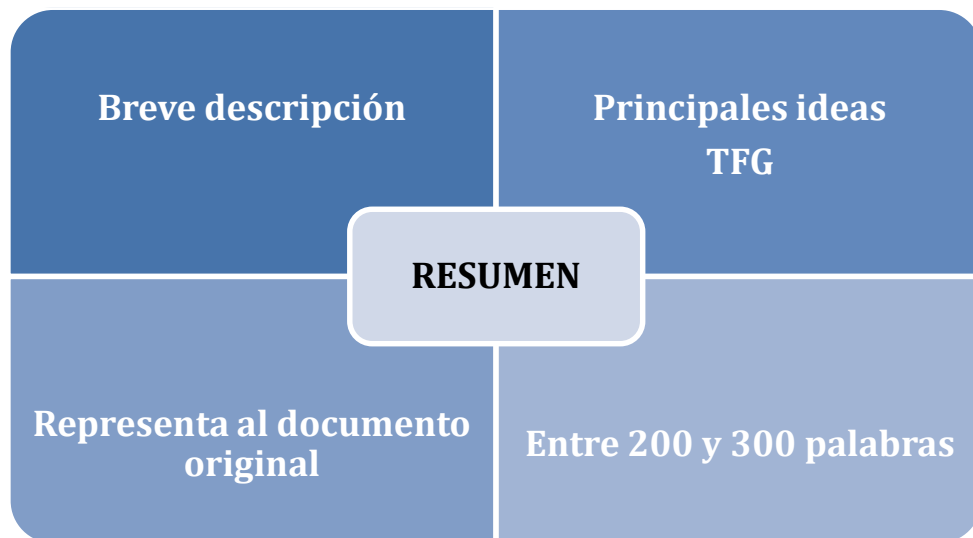 Breve descripción
Principales ideas
TFG
RESUMEN
Representa al documento
original
Entre 200 y 300 palabras